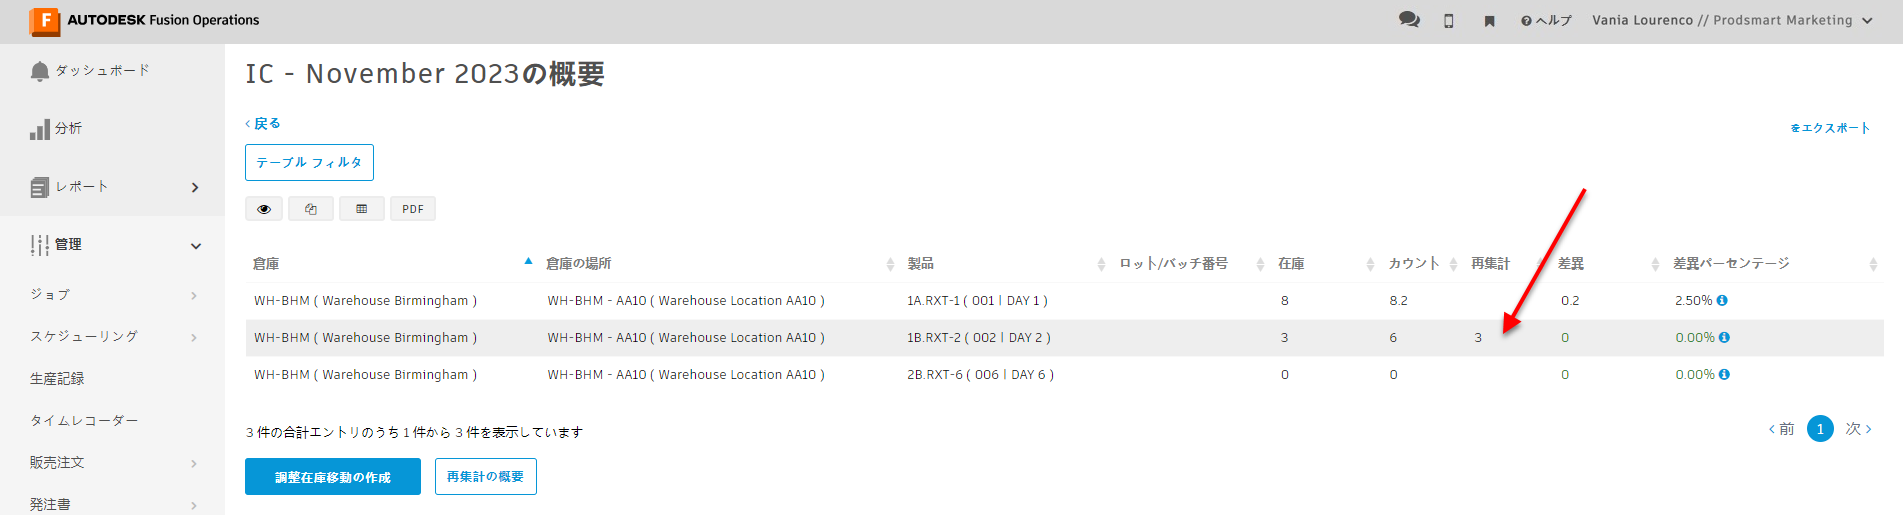 F AUTODESK Fusion Operations
ヘルプ Vania Lourenco // Prodsmart Marketing
ダッシュボード
分析
レポート
管理
ジョブ
スケジューリング
生産記録
タイムレコーダー
販売注文
発注書
IC - November 2023の概要
戻る
をエクスポート
テーブル フィルタ
PDF
倉庫 倉庫の場所 製品 ロット/バッチ番号 在庫 カウント 再集計 差異 差異パーセンテージ
WH-BHM ( Warehouse Birmingham ) WH-BHM - AA10 ( Warehouse Location AA10 ) 1A.RXT-1 ( 001 | DAY 1 ) 8 8.2 0.2 2.50%
WH-BHM ( Warehouse Birmingham ) WH-BHM - AA10 ( Warehouse Location AA10 ) 1B.RXT-2 ( 002 | DAY 2 ) 3 6 3 0 0.00%
WH-BHM ( Warehouse Birmingham ) WH-BHM - AA10 ( Warehouse Location AA10 ) 2B.RXT-6 ( 006 | DAY 6 ) 0 0 0 0.00%
3 件の合計エントリのうち 1 件から 3 件を表示しています
前 1 次
調整在庫移動の作成 再集計の概要